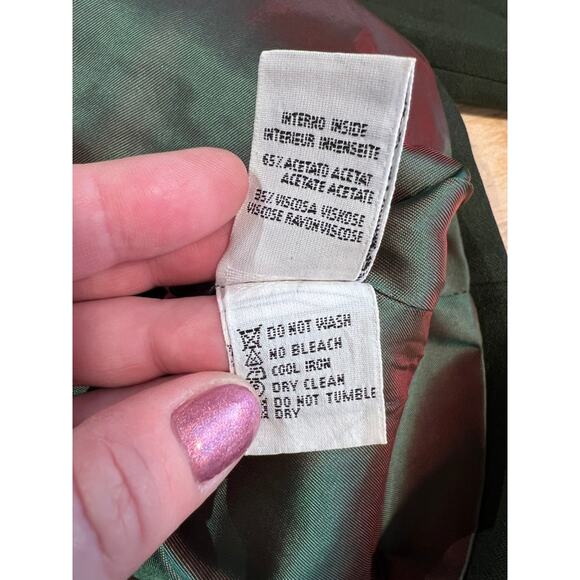 INTERNO INSIDE
INTERIEUR INNENSEITE
65% ACETATO ACETAT
ACETATE ACETATE
35% VISCOSA VISKOSE
VISCOSE RAYON VISCOSE
DO NOT WASH
NO BLEACH
COOL IRON
DRY CLEAN
DO NOT TUMBLE
DRY